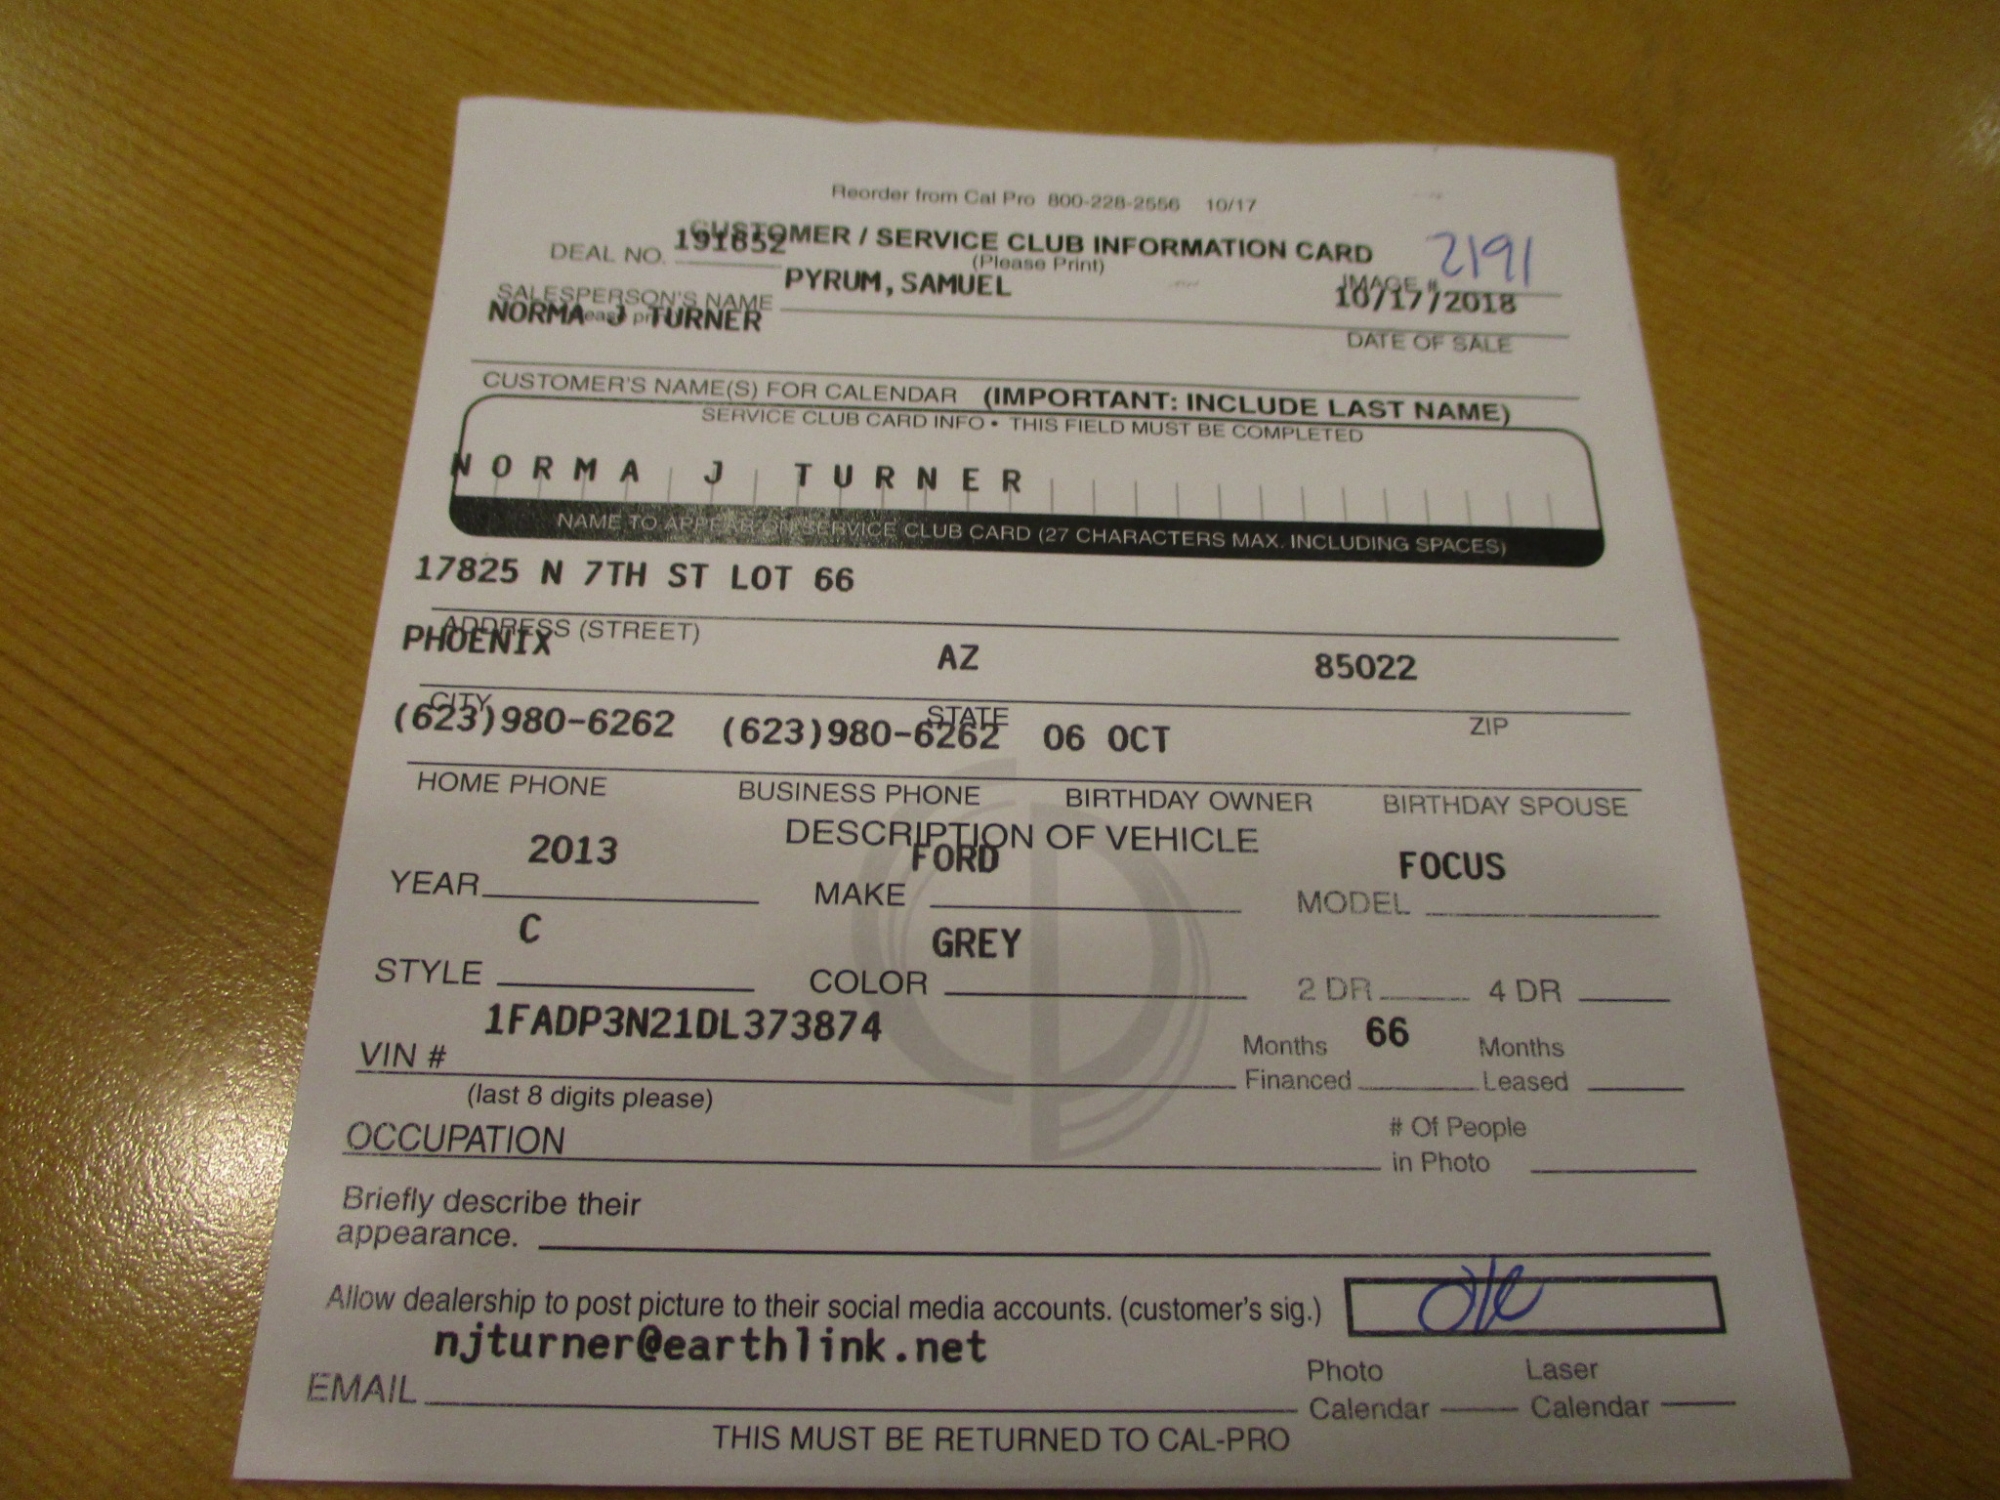 Reorder from Cal Pro 800-228-2556 10/17
CUSTOMER / SERVICE CLUB INFORMATION CARD
(Please Print)
DEAL NO. 191652
2191
IMAGE #
SALESPERSON'S NAME PYRUM, SAMUEL
10/17/2018
DATE OF SALE
NORMA J TURNER
CUSTOMER'S NAME(S) FOR CALENDAR (IMPORTANT: INCLUDE LAST NAME)
SERVICE CLUB CARD INFO • THIS FIELD MUST BE COMPLETED
NORMA J TURNER
NAME TO APPEAR ON SERVICE CLUB CARD (27 CHARACTERS MAX. INCLUDING SPACES)
17825 N 7TH ST LOT 66
ADDRESS (STREET)
PHOENIX AZ 85022
CITY STATE ZIP
(623)980-6262 (623)980-6262 06 OCT
HOME PHONE BUSINESS PHONE BIRTHDAY OWNER BIRTHDAY SPOUSE
DESCRIPTION OF VEHICLE
2013 FORD FOCUS
YEAR MAKE MODEL
C GREY
STYLE COLOR 2 DR 4 DR
1FADP3N21DL373874
VIN #
(last 8 digits please)
Months Financed 66
Months Leased
OCCUPATION
# Of People
in Photo
Briefly describe their
appearance.
Allow dealership to post picture to their social media accounts. (customer's sig.)
njturner@earthlink.net
EMAIL
Photo Calendar
Laser Calendar
THIS MUST BE RETURNED TO CAL-PRO